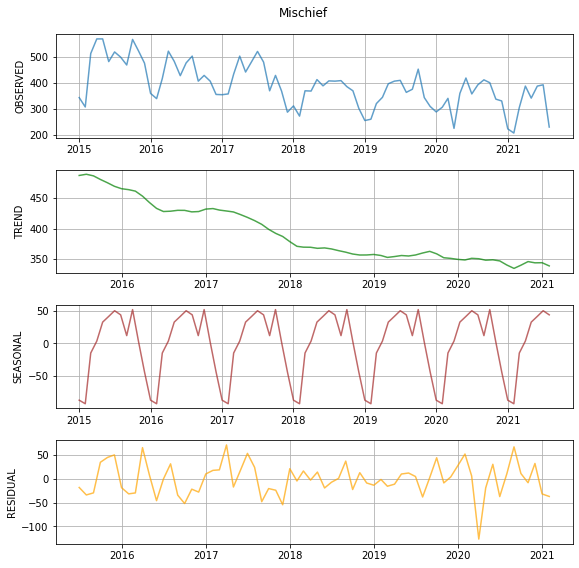 Mischief
OBSERVED
500
400
300
200
2015 2016 2017 2018 2019 2020 2021
TREND
450
400
350
2016 2017 2018 2019 2020 2021
SEASONAL
50
0
−50
2015 2016 2017 2018 2019 2020 2021
RESIDUAL
50
0
−50
−100
2016 2017 2018 2019 2020 2021